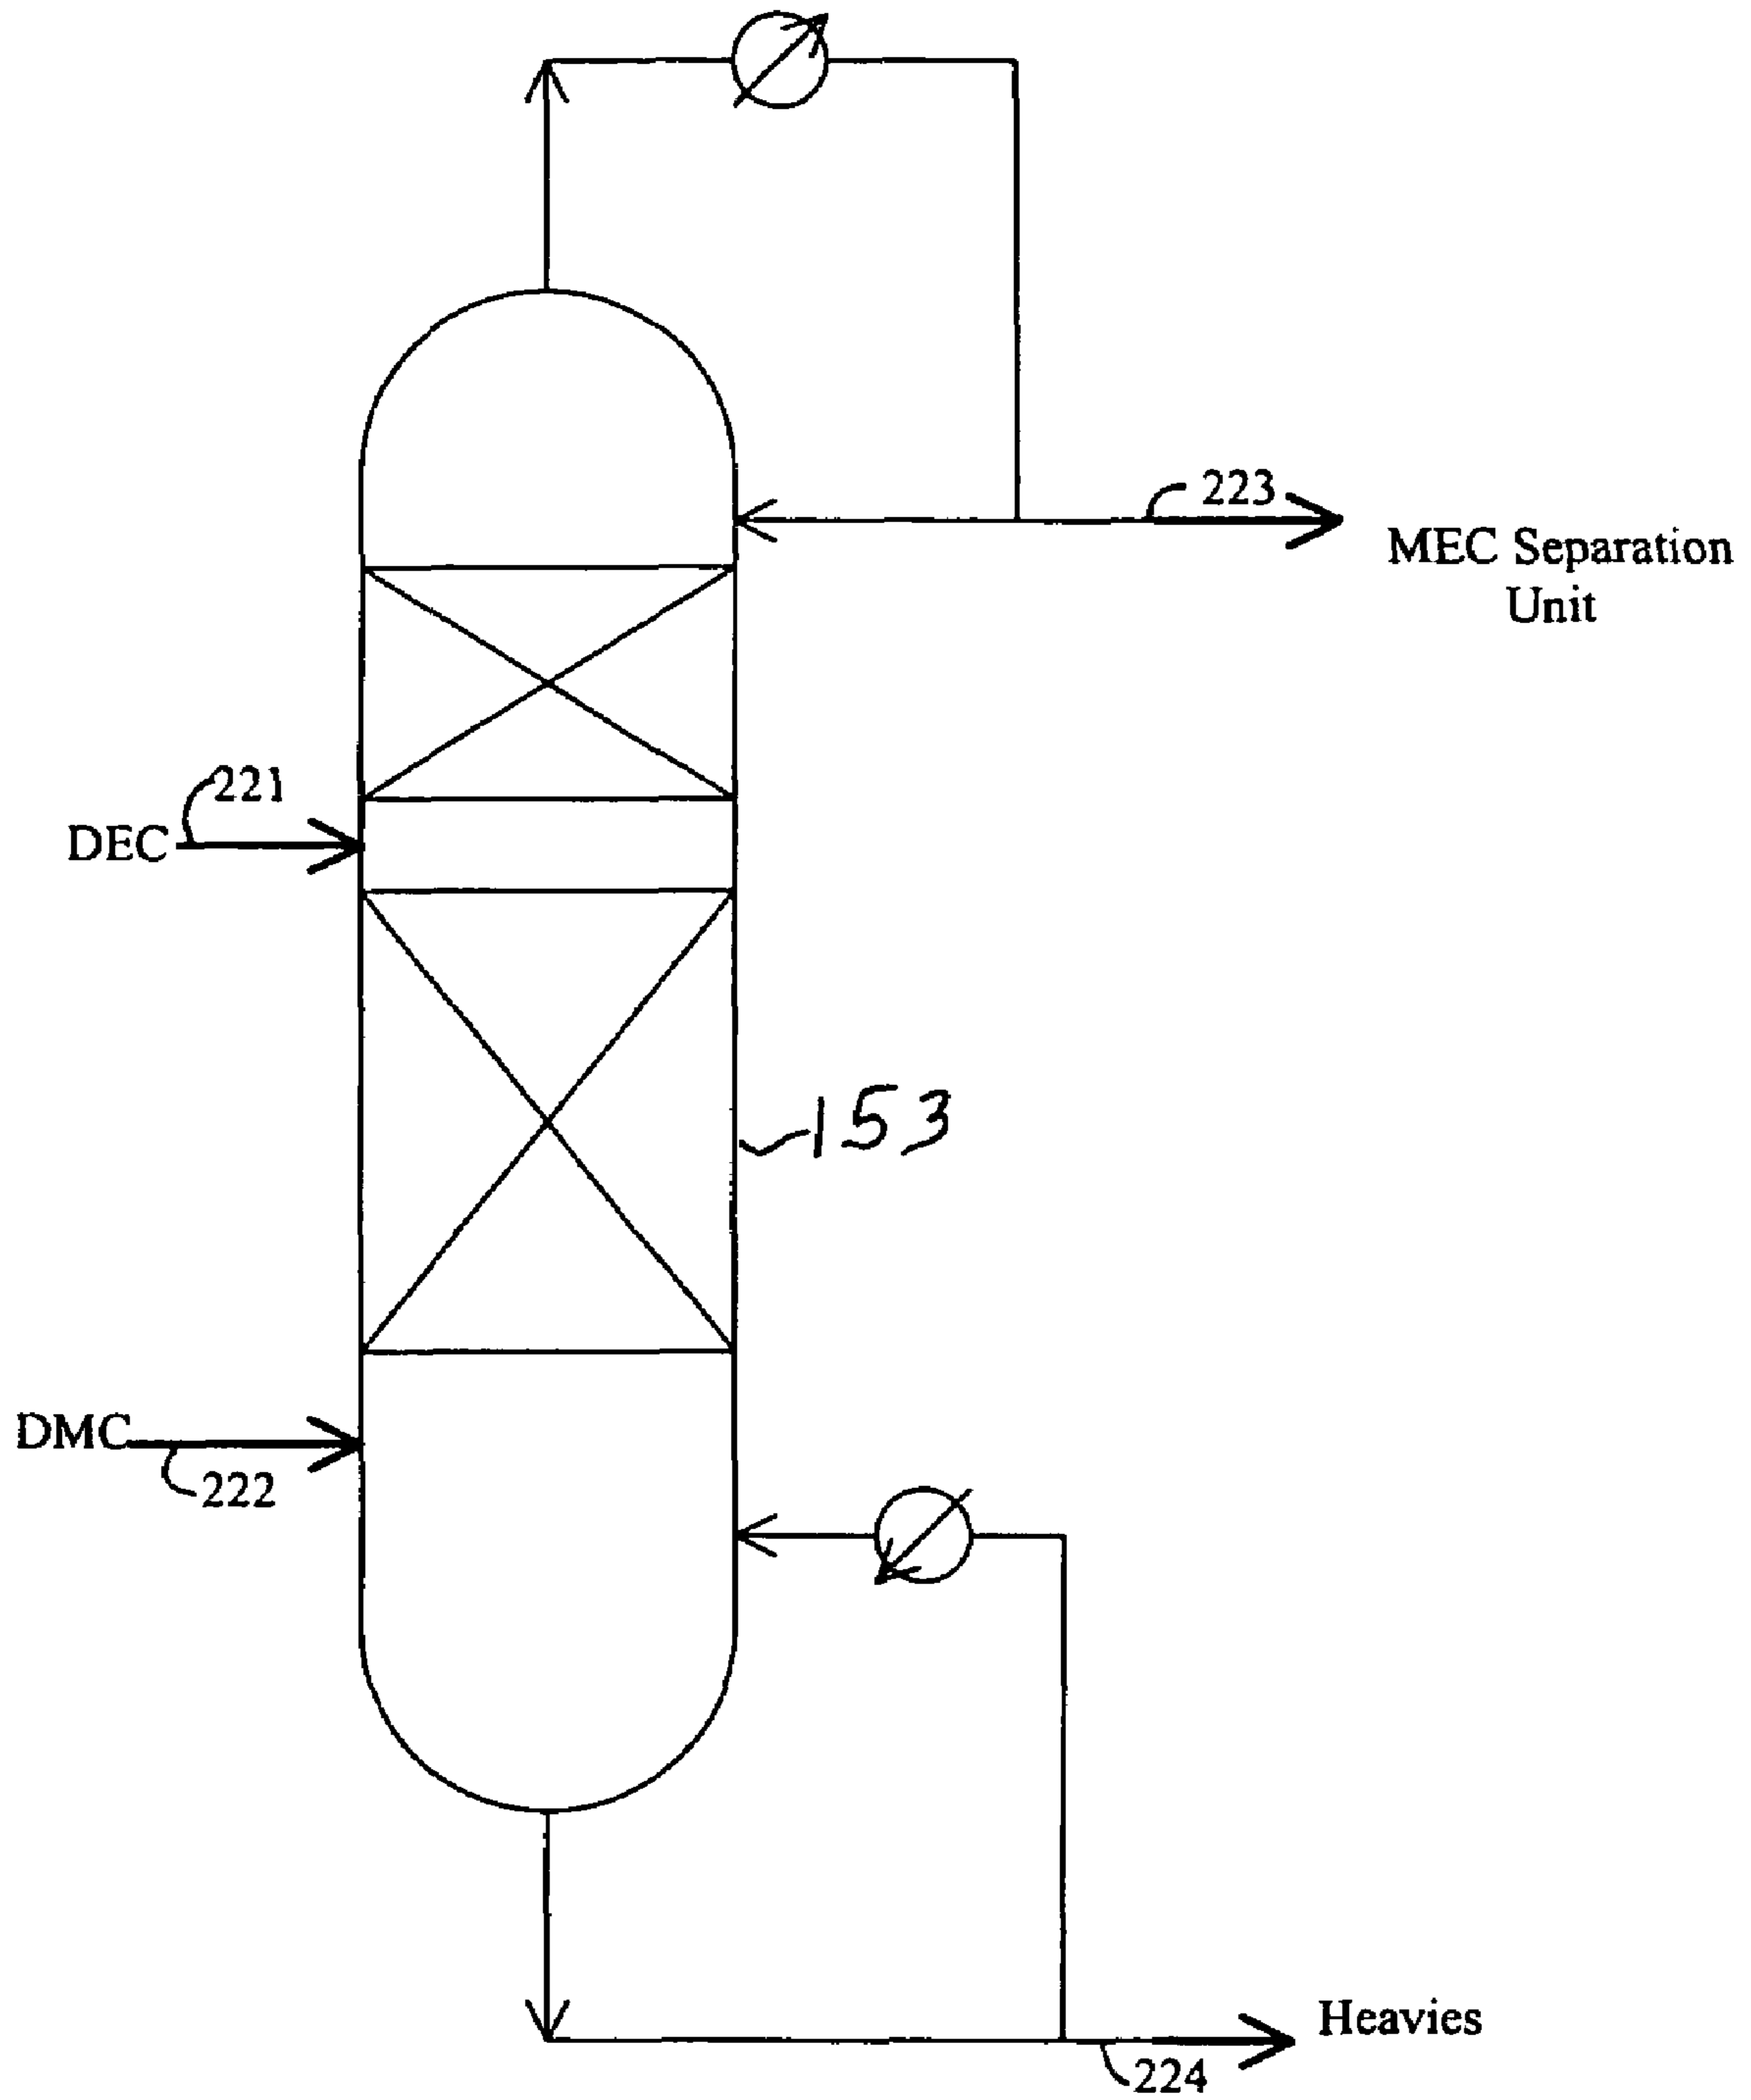 223
MEC Separation
Unit
221
DEC
153
DMC
222
Heavies
224